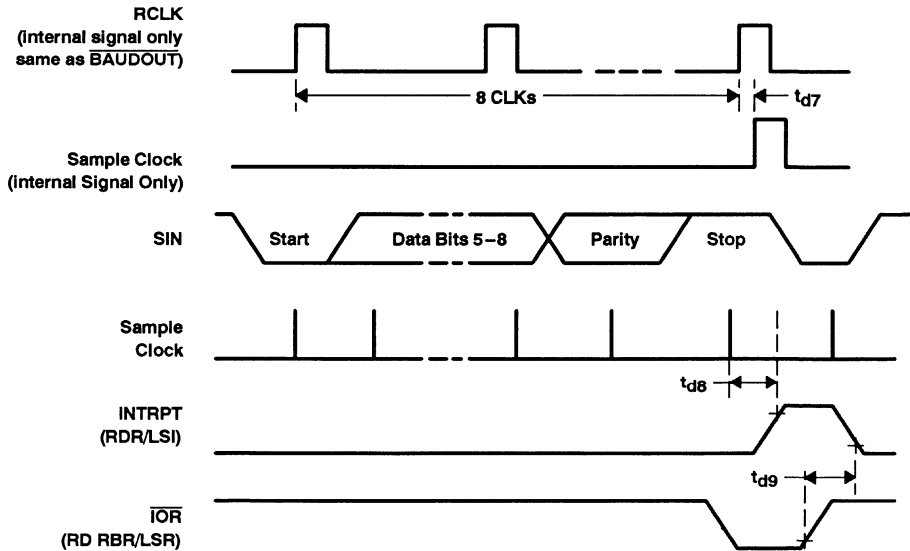 RCLK
(internal signal only
same as BAUDOUT)
8 CLKs
td7
Sample Clock
(internal Signal Only)
SIN
Start
Data Bits 5–8
Parity
Stop
Sample
Clock
td8
INTRPT
(RDR/LSI)
td9
IOR
(RD RBR/LSR)